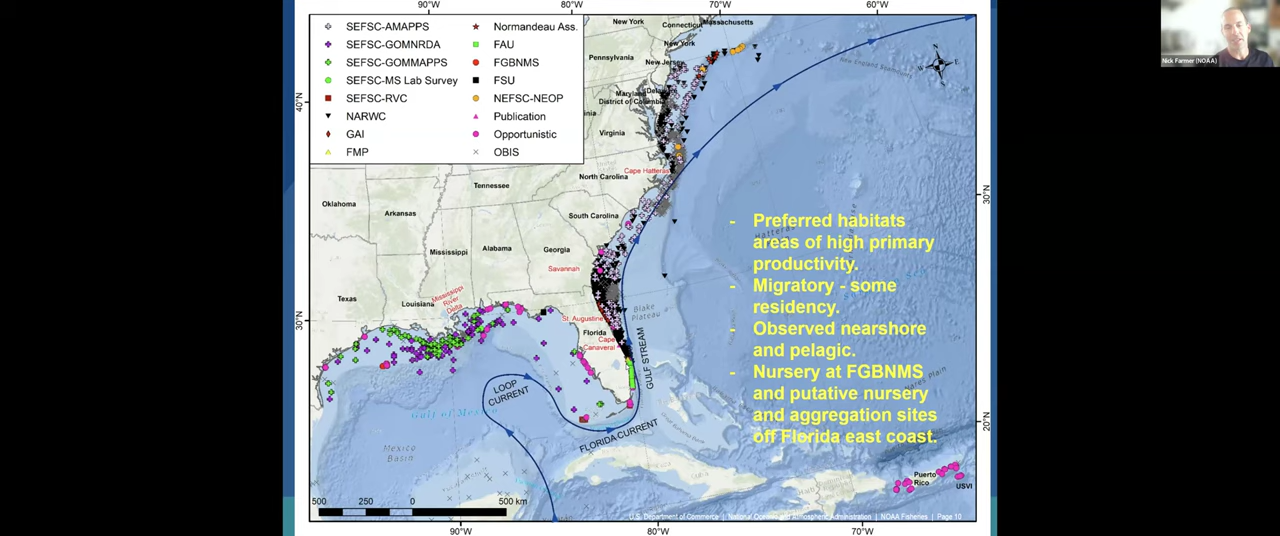 90°W
80°W
70°W
60°W
SEFSC-AMAPPS
SEFSC-GOMNRDA
SEFSC-GOMMAPPS
SEFSC-MS Lab Survey
SEFSC-RVC
NARWC
GAI
FMP
Normandeau Ass.
FAU
FGBNMS
FSU
NEFSC-NEOP
Publication
Opportunistic
OBIS
Nick Farmer (NOAA)
New York
Connecticut
Massachusetts
New York
Pennsylvania
New Jersey
Maryland
Delaware
District of Columbia
Virginia
Cape Hatteras
North Carolina
Tennessee
Oklahoma
Arkansas
South Carolina
Mississippi
Alabama
Georgia
Savannah
Texas
Louisiana
Mississippi
River
Delta
St. Augustine
Florida
Cape
Canaveral
Blake
Plateau
GULF STREAM
LOOP
CURRENT
FLORIDA CURRENT
Gulf of Mexico
Mexico
Basin
Puerto
Rico
USVI
40°N
30°N
30°N
20°N
- Preferred habitats
areas of high primary
productivity.
- Migratory - some
residency.
- Observed nearshore
and pelagic.
- Nursery at FGBNMS
and putative nursery
and aggregation sites
off Florida east coast.
500 250 0 500 km
U.S. Department of Commerce | National Oceanic and Atmospheric Administration | NOAA Fisheries | Page 10
90°W
80°W
60°W